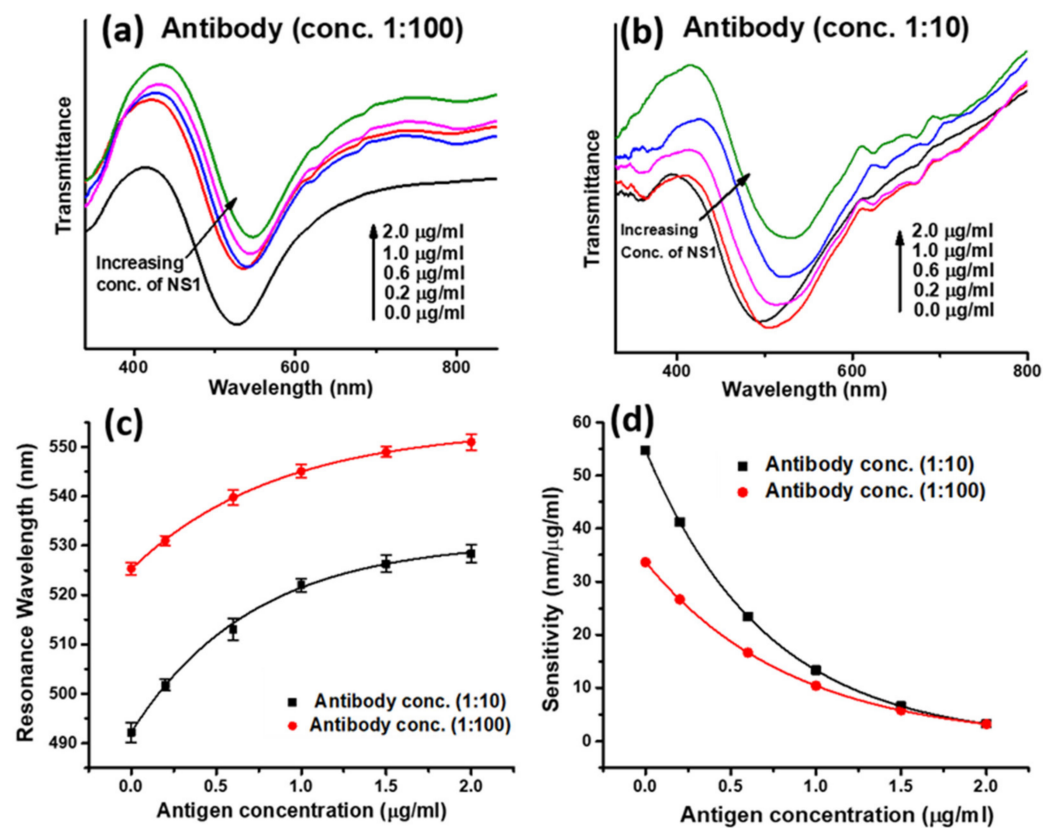 (a) Antibody (conc. 1:100)
Transmittance
Increasing
conc. of NS1
2.0 μg/ml
1.0 μg/ml
0.6 μg/ml
0.2 μg/ml
0.0 μg/ml
400 600 800
Wavelength (nm)
(b) Antibody (conc. 1:10)
Transmittance
Increasing
Conc. of NS1
2.0 μg/ml
1.0 μg/ml
0.6 μg/ml
0.2 μg/ml
0.0 μg/ml
400 500 600 700 800
Wavelength (nm)
(c)
Resonance Wavelength (nm)
550
540
530
520
510
500
490
Antibody conc. (1:10)
Antibody conc. (1:100)
0.0 0.5 1.0 1.5 2.0
Antigen concentration (μg/ml)
(d)
Sensitivity (nm/μg/ml)
60
50
40
30
20
10
0
Antibody conc. (1:10)
Antibody conc. (1:100)
0.0 0.5 1.0 1.5 2.0
Antigen concentration (μg/ml)